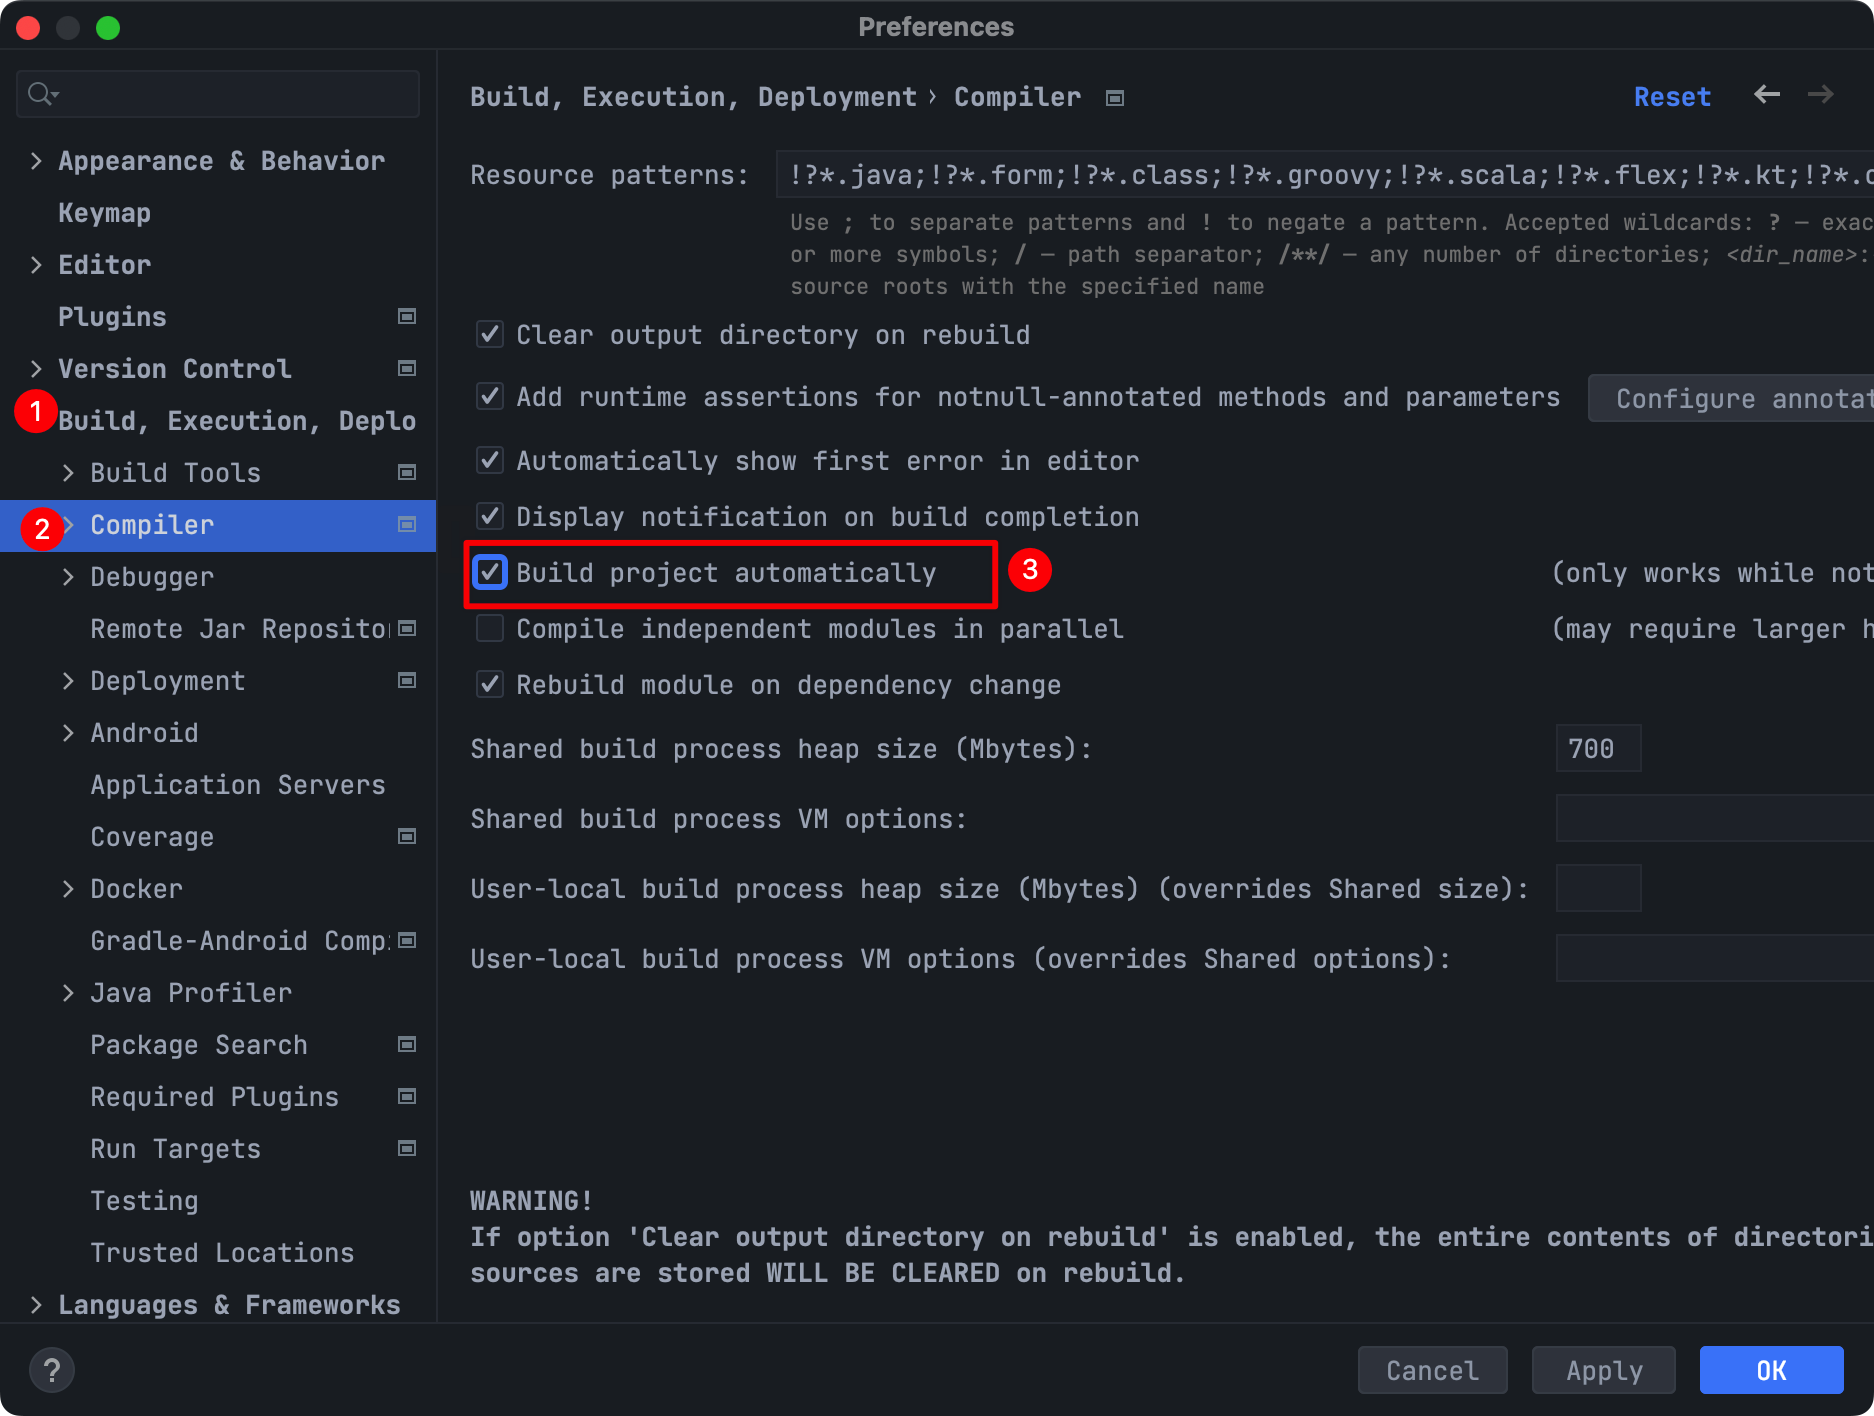 Preferences
Appearance & Behavior
Keymap
Editor
Plugins
Version Control
1
Build, Execution, Deplo
Build Tools
2
Compiler
Debugger
Remote Jar Reposito
Deployment
Android
Application Servers
Coverage
Docker
Gradle-Android Comp
Java Profiler
Package Search
Required Plugins
Run Targets
Testing
Trusted Locations
Languages & Frameworks
Build, Execution, Deployment › Compiler
Reset
Resource patterns: !?*.java;!?*.form;!?*.class;!?*.groovy;!?*.scala;!?*.flex;!?*.kt;!?*.c
Use ; to separate patterns and ! to negate a pattern. Accepted wildcards: ? — exac
or more symbols; / — path separator; /**/ — any number of directories; <dir_name>:
source roots with the specified name
Clear output directory on rebuild
Add runtime assertions for notnull-annotated methods and parameters Configure annotat
Automatically show first error in editor
Display notification on build completion
Build project automatically 3 (only works while not
Compile independent modules in parallel (may require larger h
Rebuild module on dependency change
Shared build process heap size (Mbytes): 700
Shared build process VM options:
User-local build process heap size (Mbytes) (overrides Shared size):
User-local build process VM options (overrides Shared options):
WARNING!
If option 'Clear output directory on rebuild' is enabled, the entire contents of directori
sources are stored WILL BE CLEARED on rebuild.
?
Cancel
Apply
OK